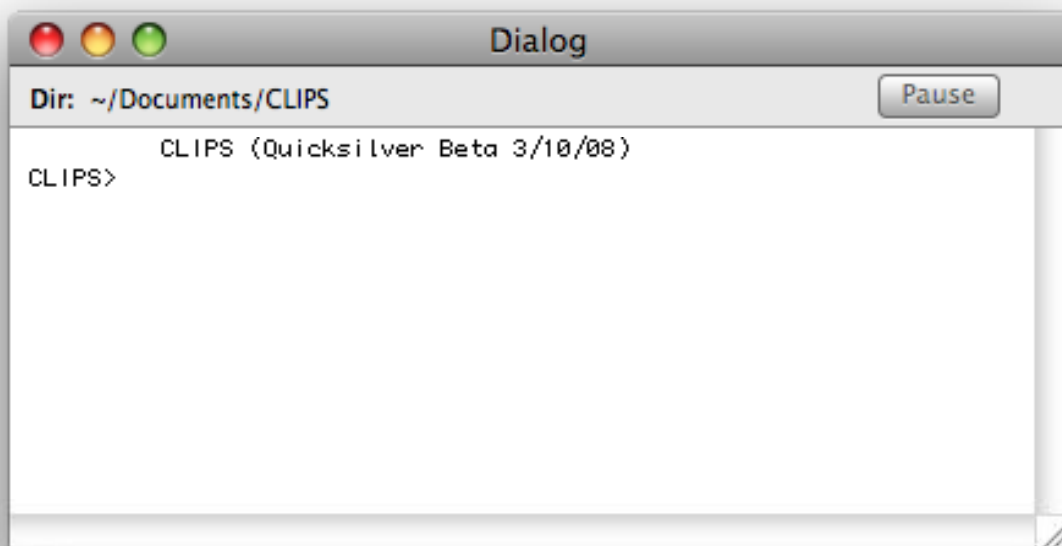 Dialog
Dir: ~/Documents/CLIPS Pause
CLIPS (Quicksilver Beta 3/10/08)
CLIPS>